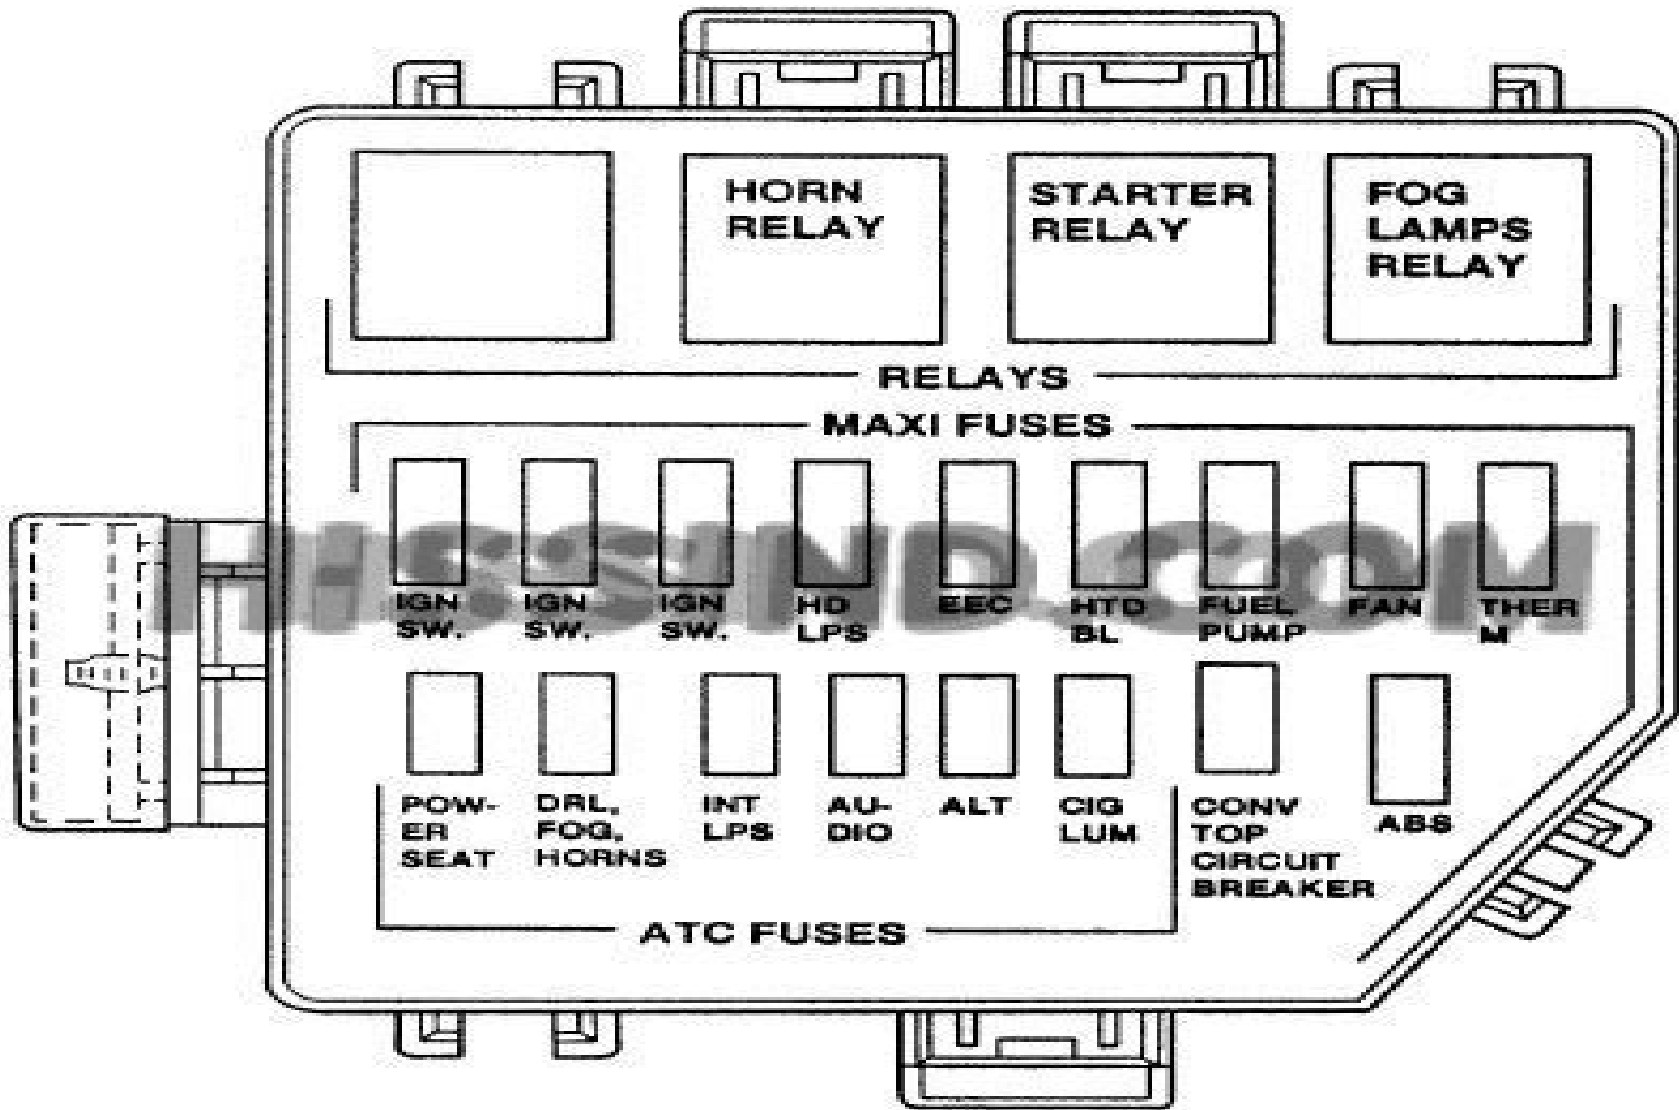 HORN
RELAY
STARTER
RELAY
FOG
LAMPS
RELAY
RELAYS
MAXI FUSES
IGN
SW.
IGN
SW.
IGN
SW.
HD
LPS
EEC
HTD
BL
FUEL
PUMP
FAN
THER
M
POW-
ER
SEAT
DRL,
FOG,
HORNS
INT
LPS
AU-
DIO
ALT
CIG
LUM
CONV
TOP
CIRCUIT
BREAKER
ABS
ATC FUSES